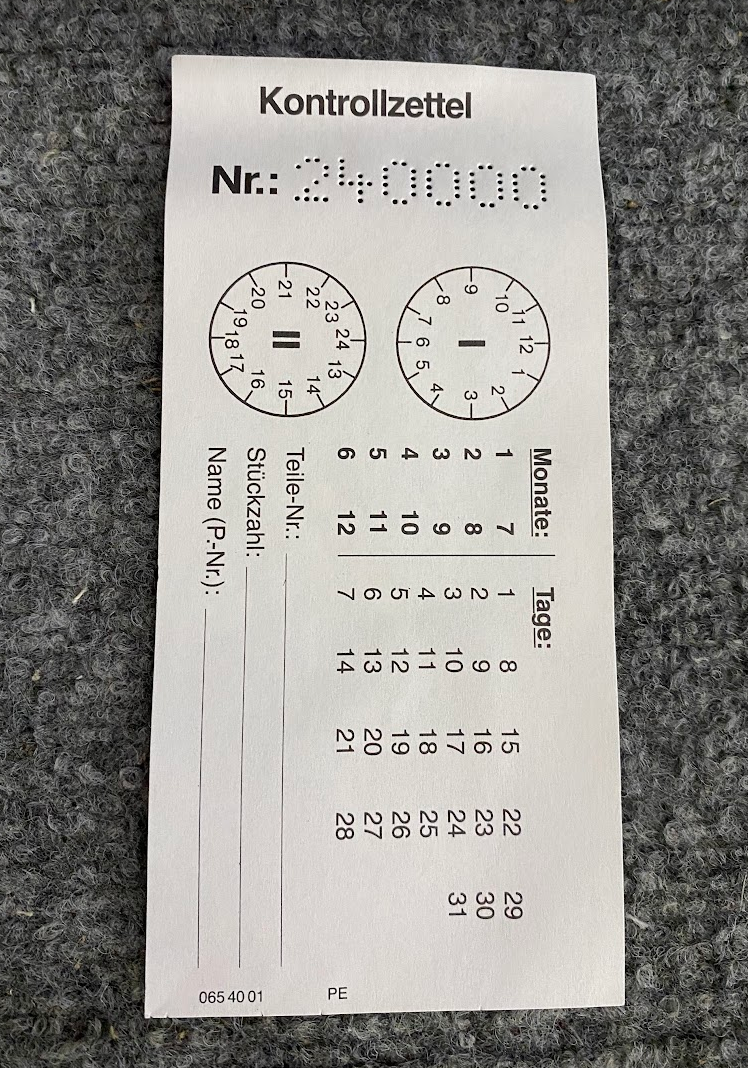 Kontrollzettel
Nr.: 240000
12 1 2 3 4 5 6 7 8 9 10 11
I
24 13 14 15 16 17 18 19 20 21 22 23
II
Monate: Tage:
1 7 1 8 15 22 29
2 8 2 9 16 23 30
3 9 3 10 17 24 31
4 10 4 11 18 25
5 11 5 12 19 26
6 12 6 13 20 27
7 14 21 28
Teile-Nr.:
Stückzahl:
Name (P.-Nr.):
065 40 01 PE